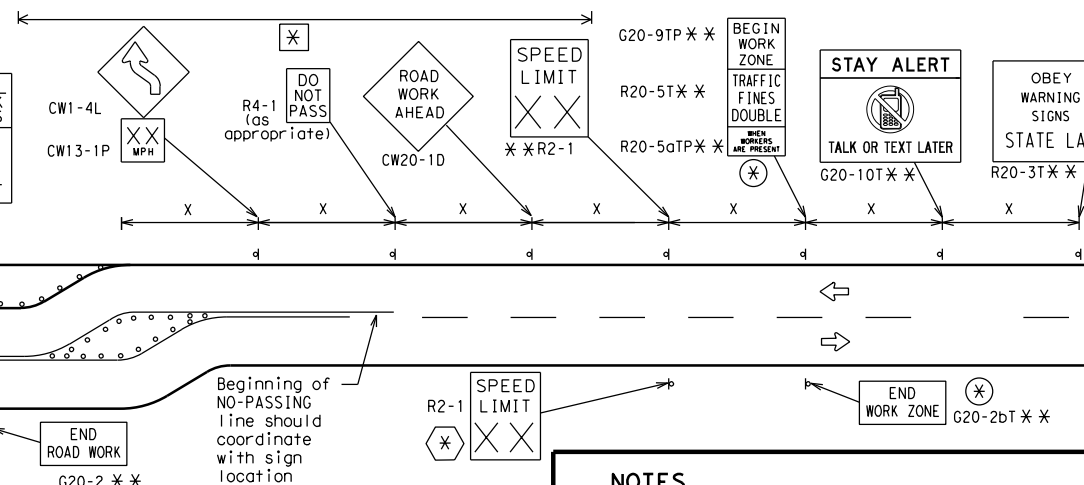 CW1-4L
XX
MPH
CW13-1P
*
R4-1
(as
appropriate)
DO
NOT
PASS
ROAD
WORK
AHEAD
CW20-1D
SPEED
LIMIT
XX
**R2-1
G20-9TP**
R20-5T**
R20-5aTP**
BEGIN
WORK
ZONE
TRAFFIC
FINES
DOUBLE
WHEN
WORKERS
ARE PRESENT
*
STAY ALERT
TALK OR TEXT LATER
G20-10T**
OBEY
WARNING
SIGNS
STATE LA
R20-3T**
X X X X X X X
Beginning of
NO-PASSING
line should
coordinate
with sign
location
R2-1
*
SPEED
LIMIT
XX
END
WORK ZONE
*
G20-2bT**
END
ROAD WORK
G20-2 **
NOTES